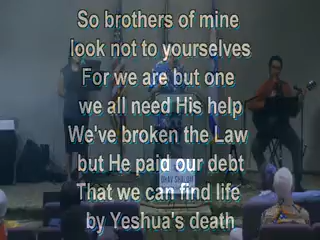 So brothers of mine
look not to yourselves
For we are but one
we all need His help
We've broken the Law
but He paid our debt
That we can find life
by Yeshua's death